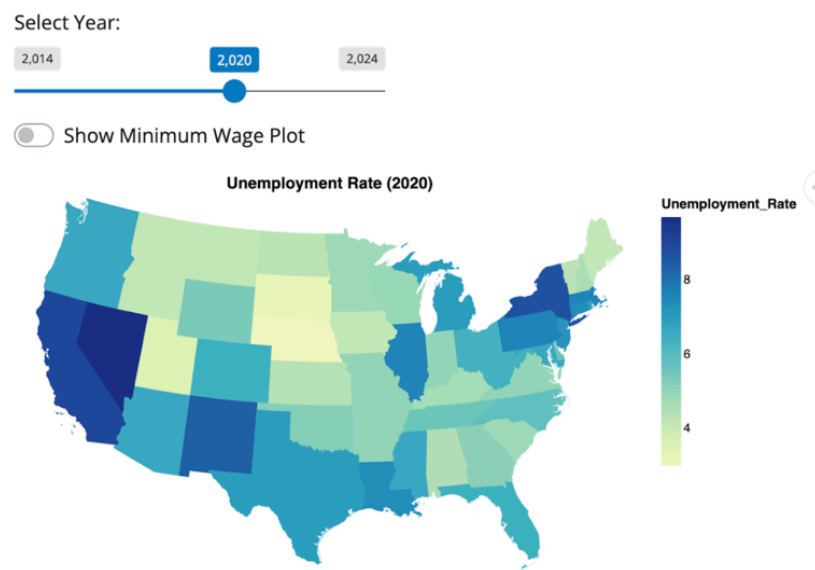 Select Year:
2,014 2,020 2,024
Show Minimum Wage Plot
Unemployment Rate (2020)
Unemployment_Rate
8
6
4